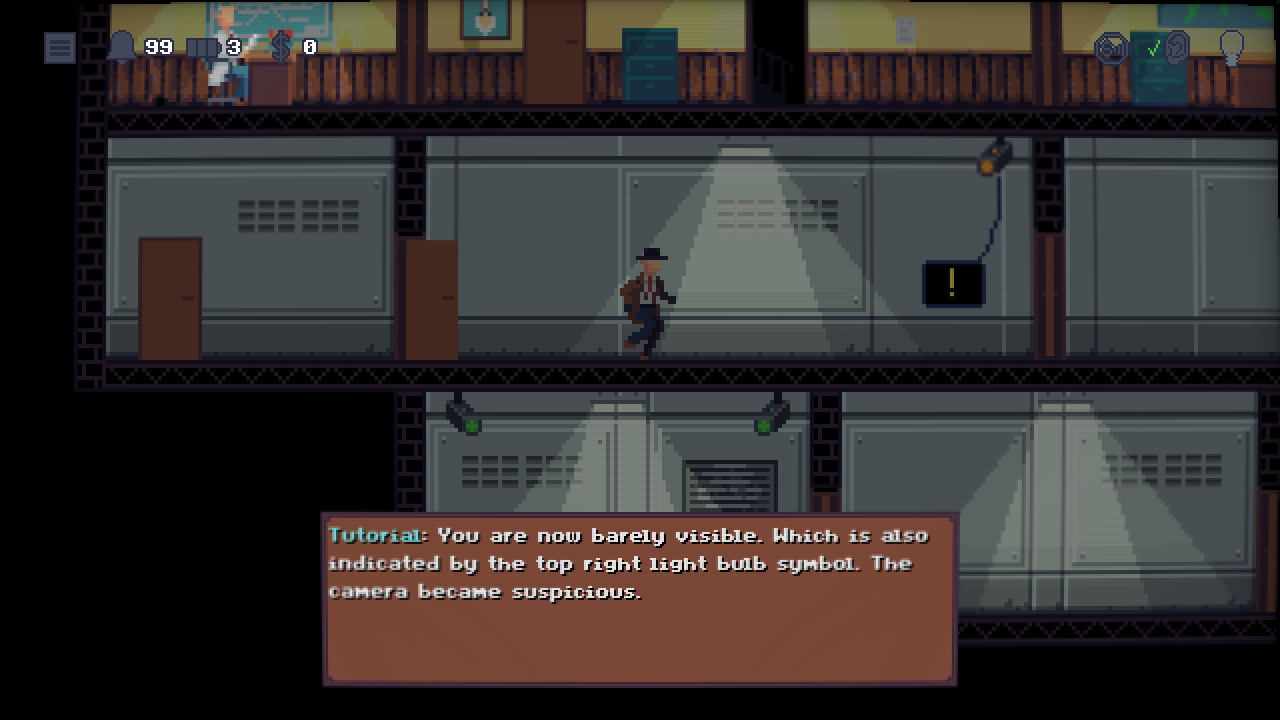 99 3 0
!
Tutorial: You are now barely visible. Which is also
indicated by the top right light bulb symbol. The
camera became suspicious.